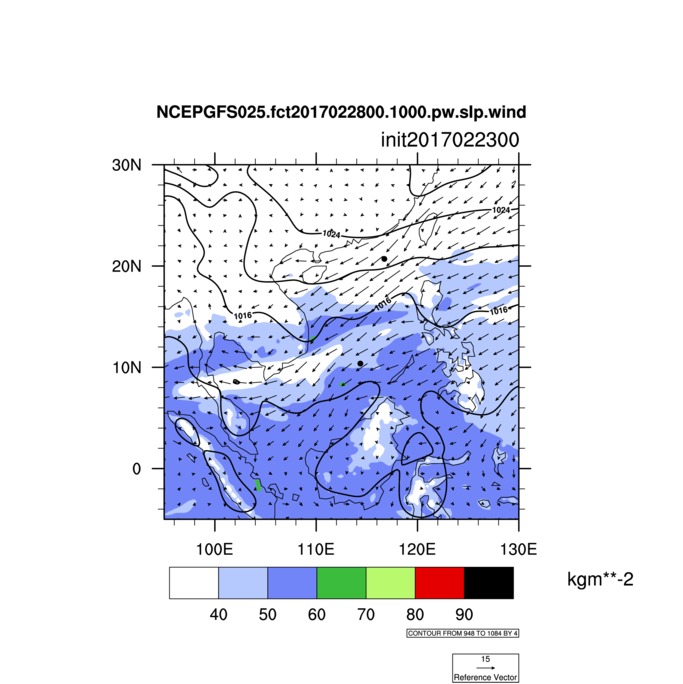 NCEPGFS025.fct2017022800.1000.pw.slp.wind
init2017022300
30N
1024
1024
20N
1016
1016
1016
10N
0
100E 110E 120E 130E
kgm**-2
40 50 60 70 80 90
CONTOUR FROM 948 TO 1084 BY 4
15
Reference Vector